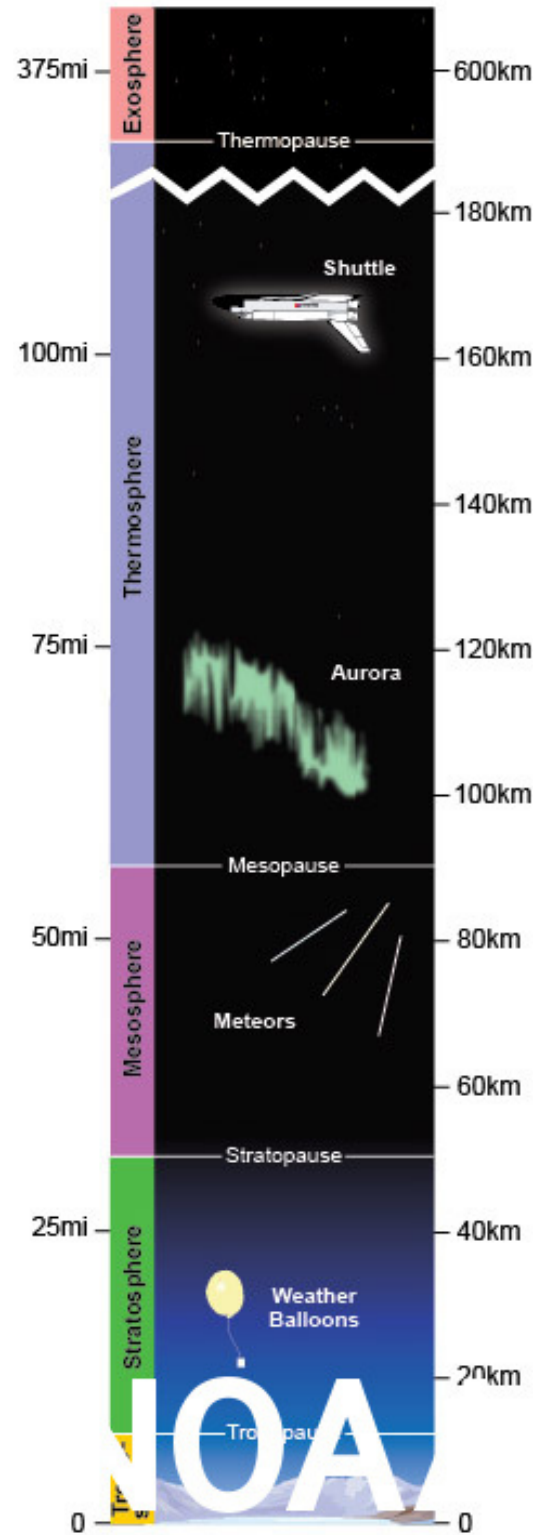 375mi
600km
Exosphere
Thermopause
180km
Shuttle
100mi
160km
Thermosphere
140km
75mi
120km
Aurora
100km
Mesopause
50mi
80km
Mesosphere
Meteors
60km
Stratopause
25mi
40km
Stratosphere
Weather
Balloons
20km
NOAA
0
0